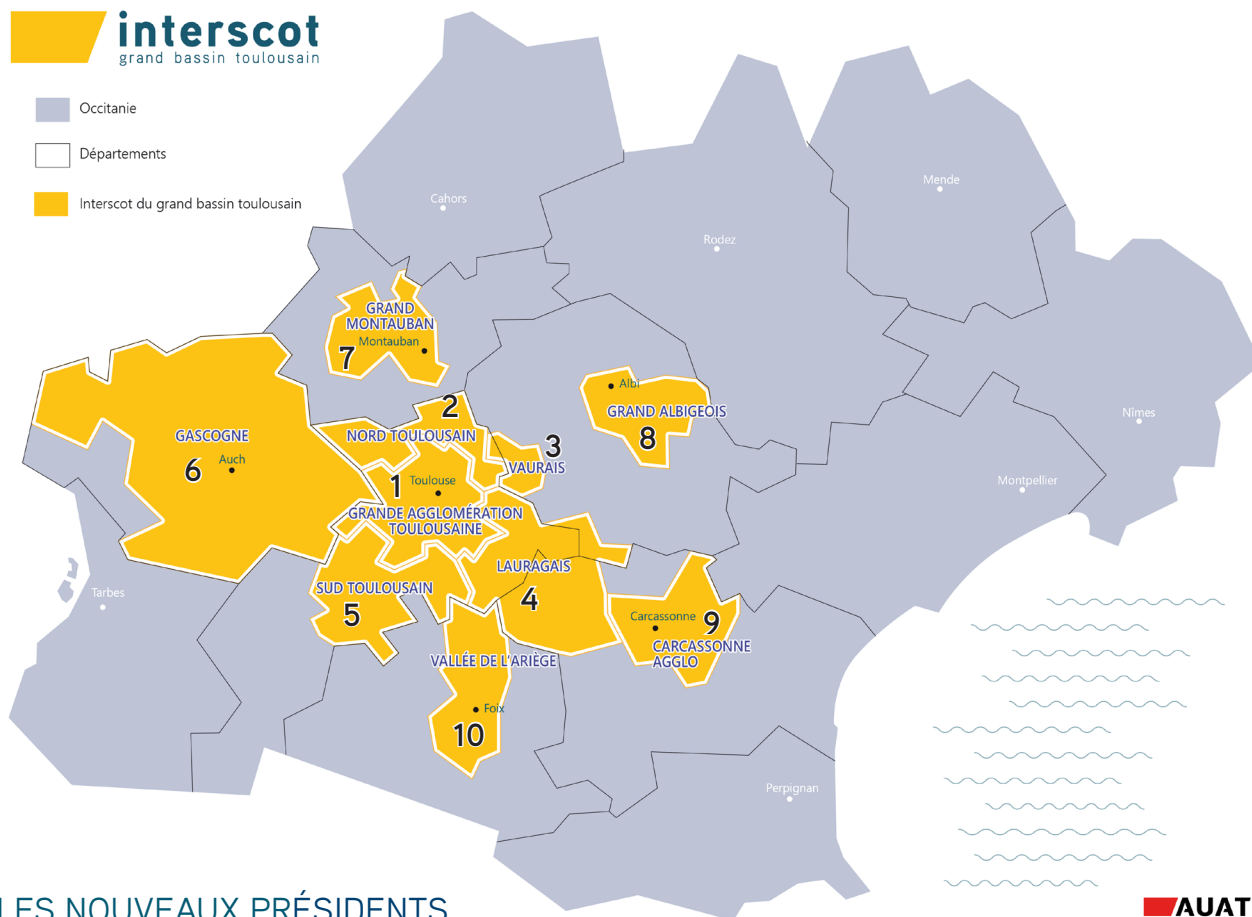 interscot
grand bassin toulousain
Occitanie
Départements
Interscot du grand bassin toulousain
Cahors
Mende
Rodez
GRAND
MONTAUBAN
Montauban
7
Albi
GRAND ALBIGEOIS
8
Nîmes
2
NORD TOULOUSAIN
3
VAURAIS
GASCOGNE
Auch
6
1
Toulouse
GRANDE AGGLOMÉRATION
TOULOUSAINE
Montpellier
LAURAGAIS
4
SUD TOULOUSAIN
5
Tarbes
Carcassonne
9
CARCASSONNE
AGGLO
VALLÉE DE L'ARIÈGE
Foix
10
Perpignan
LES NOUVEAUX PRÉSIDENTS
AUAT